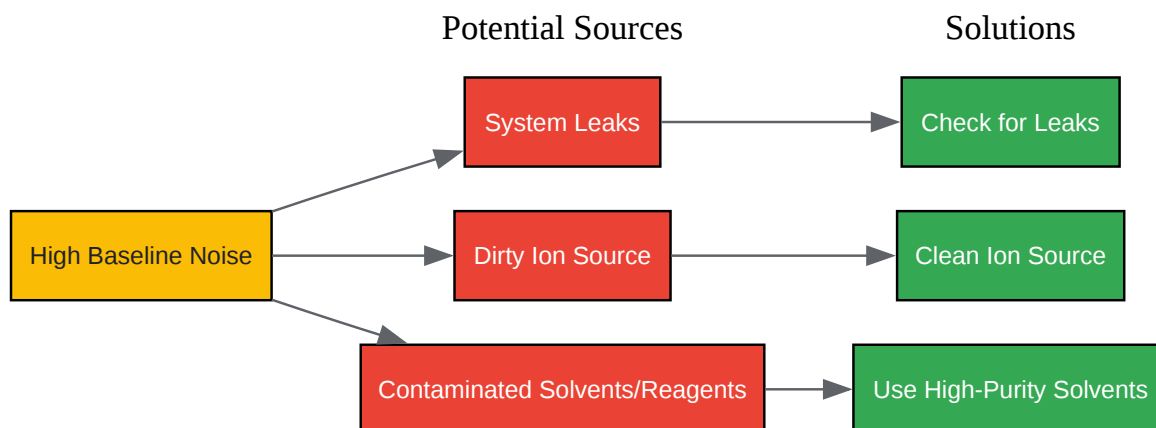 Potential Sources
Solutions
System Leaks
Check for Leaks
High Baseline Noise
Dirty Ion Source
Clean Ion Source
Contaminated Solvents/Reagents
Use High-Purity Solvents